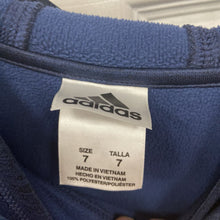 adidas
SIZE TALLA
7 7
MADE IN VIETNAM
HECHO EN VIETNAM
100% POLYESTER/POLIÉSTER